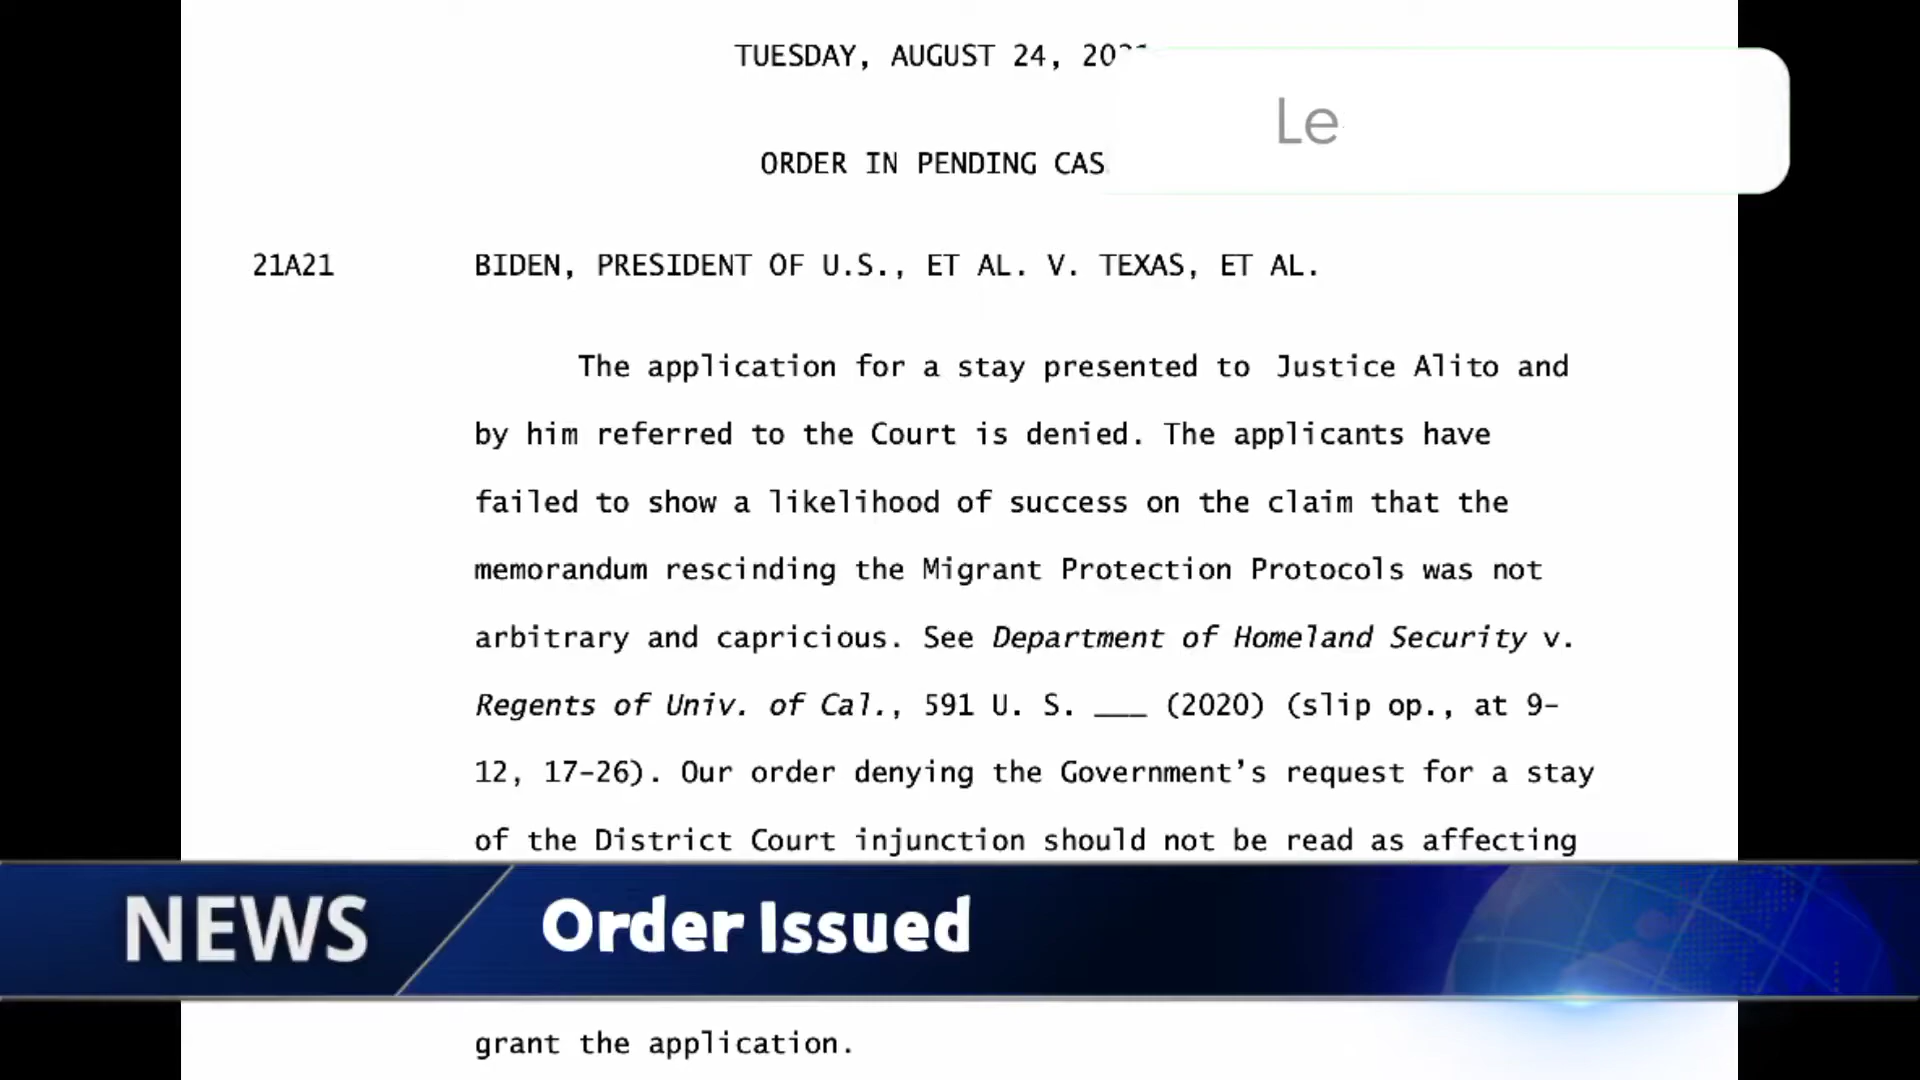 TUESDAY, AUGUST 24,
Le
ORDER IN PENDING
21A21 BIDEN, PRESIDENT OF U.S., ET AL. V. TEXAS, ET AL.
The application for a stay presented to Justice Alito and
by him referred to the Court is denied. The applicants have
failed to show a likelihood of success on the claim that the
memorandum rescinding the Migrant Protection Protocols was not
arbitrary and capricious. See Department of Homeland Security v.
Regents of Univ. of Cal., 591 U. S. ___ (2020) (slip op., at 9–
12, 17–26). Our order denying the Government’s request for a stay
of the District Court injunction should not be read as affecting
NEWS Order Issued
grant the application.